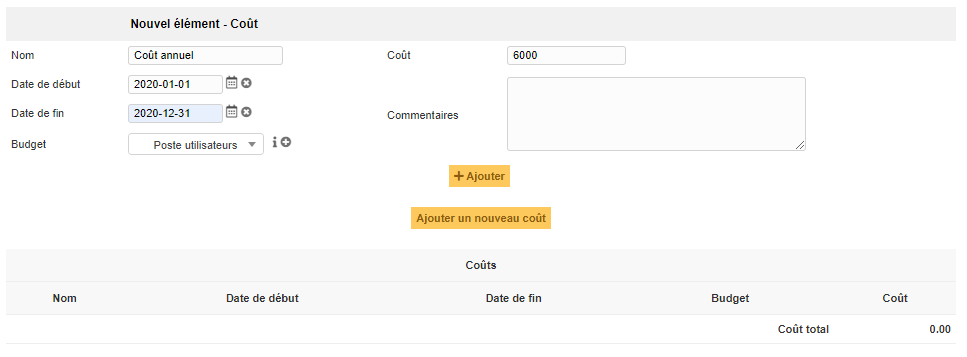 Nouvel élément - Coût
Nom Coût annuel Coût 6000
Date de début 2020-01-01
Date de fin 2020-12-31 Commentaires
Budget Poste utilisateurs
Ajouter
Ajouter un nouveau coût
Coûts
Nom Date de début Date de fin Budget Coût
Coût total 0.00